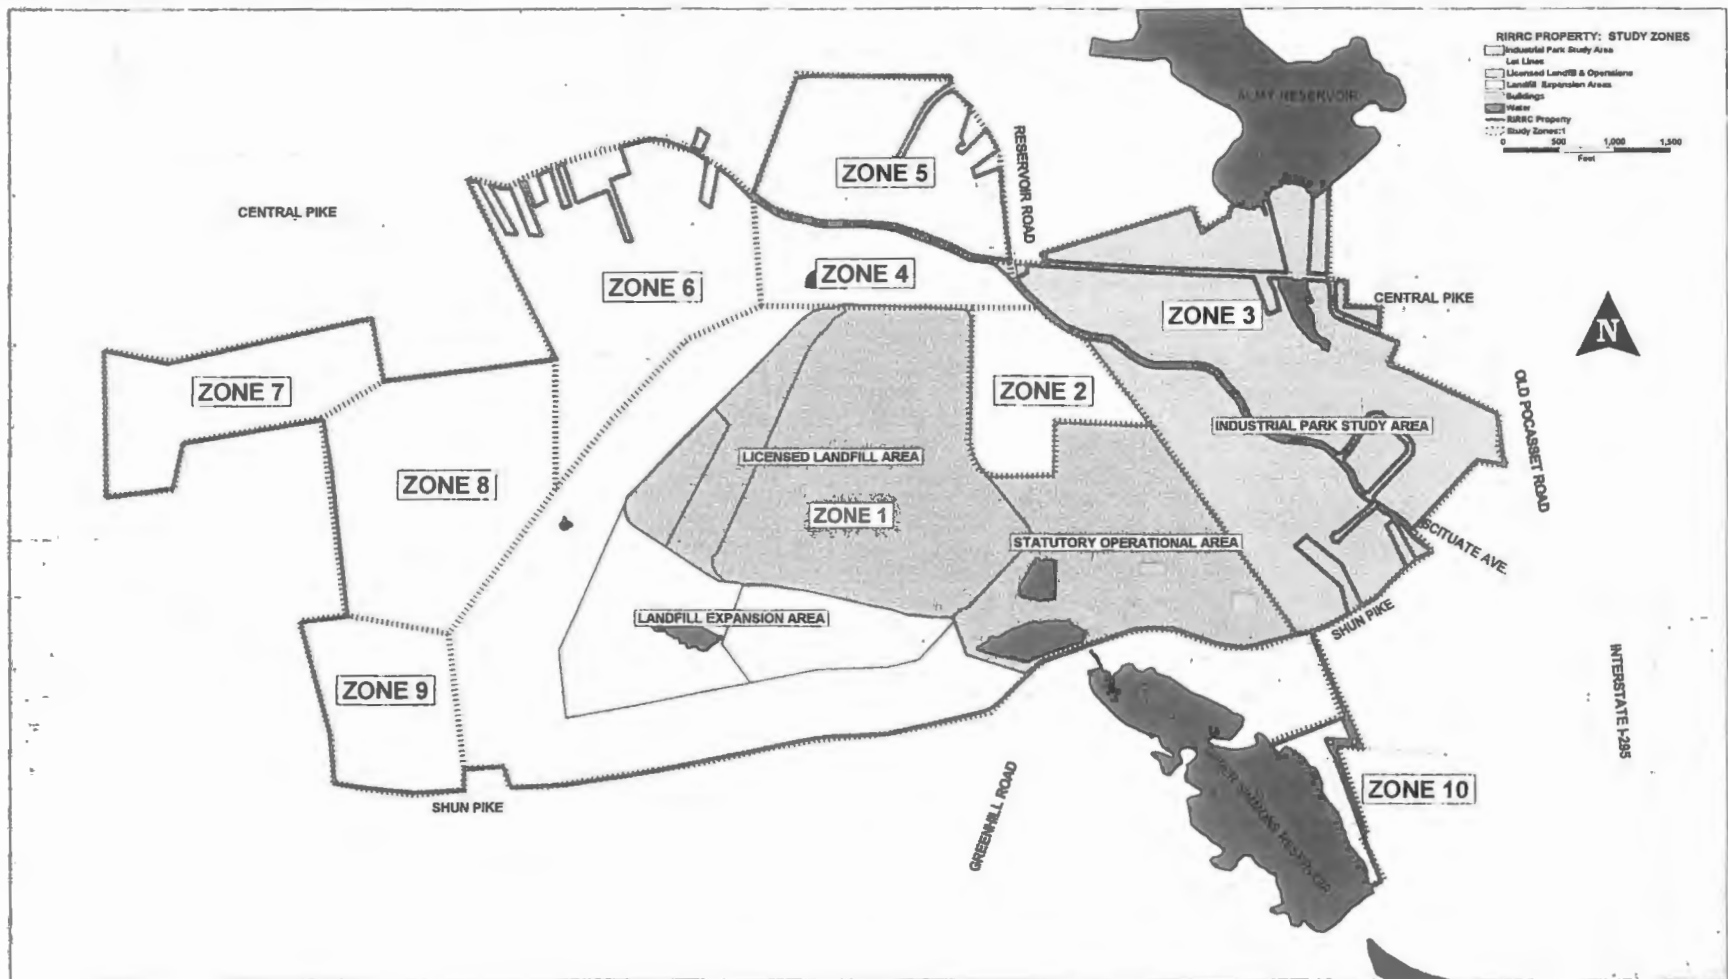 RIRRC PROPERTY: STUDY ZONES
Industrial Park Study Area
Lot Lines
Licensed Landfill & Operations
Landfill Expansion Areas
Buildings
Water
RIRRC Property
Study Zones:1
0 500 1,000 1,500
Feet
ALMY RESERVOIR
ZONE 5
RESERVOIR ROAD
CENTRAL PIKE
ZONE 6
ZONE 4
ZONE 3
CENTRAL PIKE
N
ZONE 7
ZONE 2
OLD POCASSET ROAD
INDUSTRIAL PARK STUDY AREA
LICENSED LANDFILL AREA
ZONE 8
ZONE 1
STATUTORY OPERATIONAL AREA
SCITUATE AVE.
LANDFILL EXPANSION AREA
SHUN PIKE
ZONE 9
INTERSTATE I-295
ZONE 10
SHUN PIKE
GREENHILL ROAD
SIMMONS RESERVOIR